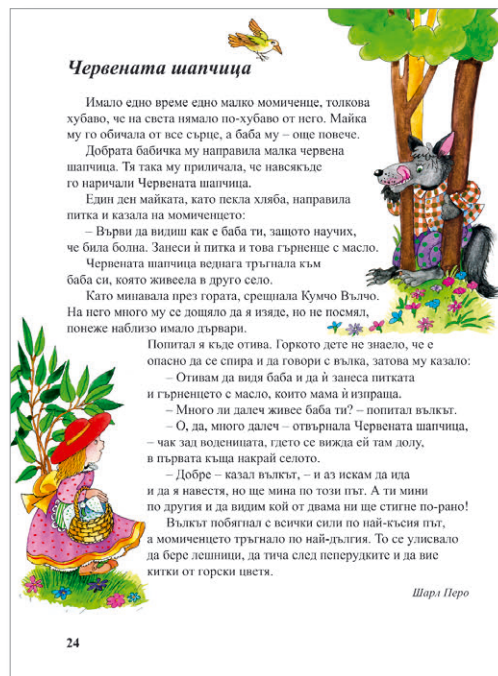 Червената шапчица
Имало едно време едно малко момиченце, толкова
хубаво, че на света нямало по-хубаво от него. Майка
му го обичала от все сърце, а баба му – още повече.
Добрата бабичка му направила малка червена
шапчица. Тя така му приличала, че навсякъде
го наричали Червената шапчица.
Един ден майката, като пекла хляба, направила
питка и казала на момиченцето:
– Върви да видиш как е баба ти, защото научих,
че била болна. Занеси ѝ питка и това гърненце с масло.
Червената шапчица веднага тръгнала към
баба си, която живеела в друго село.
Като минавала през гората, срещнала Кумчо Вълчо.
На него много му се дощяло да я изяде, но не посмял,
понеже наблизо имало дървари.
Попитал я къде отива. Горкото дете не знаело, че е
опасно да се спира и да говори с вълка, затова му казало:
– Отивам да видя баба и да ѝ занеса питката
и гърненцето с масло, които мама ѝ изпраща.
– Много ли далеч живее баба ти? – попитал вълкът.
– О, да, много далеч – отвърнала Червената шапчица,
– чак зад воденицата, гдето се вижда ей там долу,
в първата къща накрай селото.
– Добре – казал вълкът, – и аз искам да ида
и да я навестя, но ще мина по този път. А ти мини
по другия и да видим кой от двама ни ще стигне по-рано!
Вълкът побягнал с всички сили по най-късия път,
а момиченцето тръгнало по най-дългия. То се улисвало
да бере лешници, да тича след пеперудките и да вие
китки от горски цветя.
Шарл Перо
24